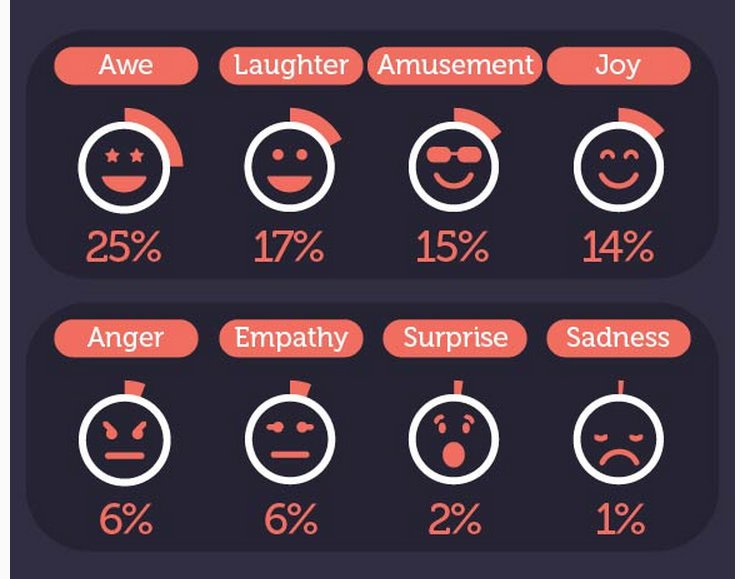 Awe Laughter Amusement Joy
25% 17% 15% 14%
Anger Empathy Surprise Sadness
6% 6% 2% 1%